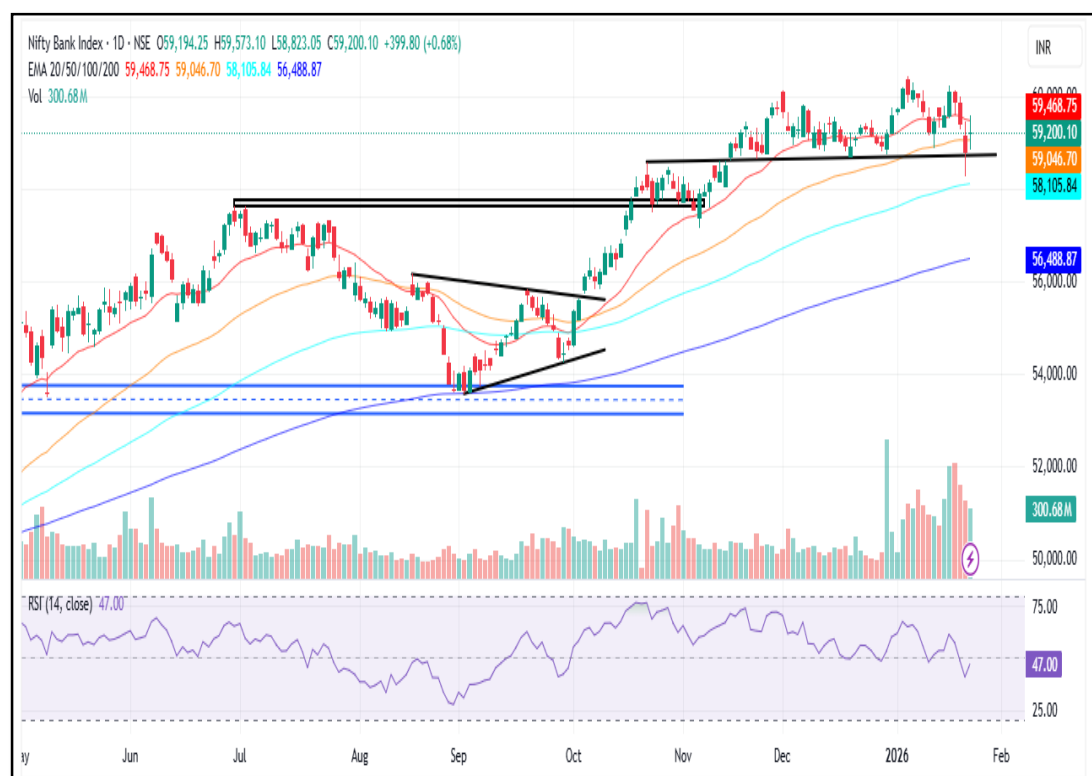 Nifty Bank Index · 1D · NSE O59,194.25 H59,573.10 L58,823.05 C59,200.10 +399.80 (+0.68%)
INR
EMA 20/50/100/200 59,468.75 59,046.70 58,105.84 56,488.87
Vol 300.68M
60,000.00
59,468.75
59,200.10
59,046.70
58,105.84
56,488.87
56,000.00
54,000.00
52,000.00
300.68M
50,000.00
RSI (14, close) 47.00
75.00
47.00
25.00
ay Jun Jul Aug Sep Oct Nov Dec 2026 Feb